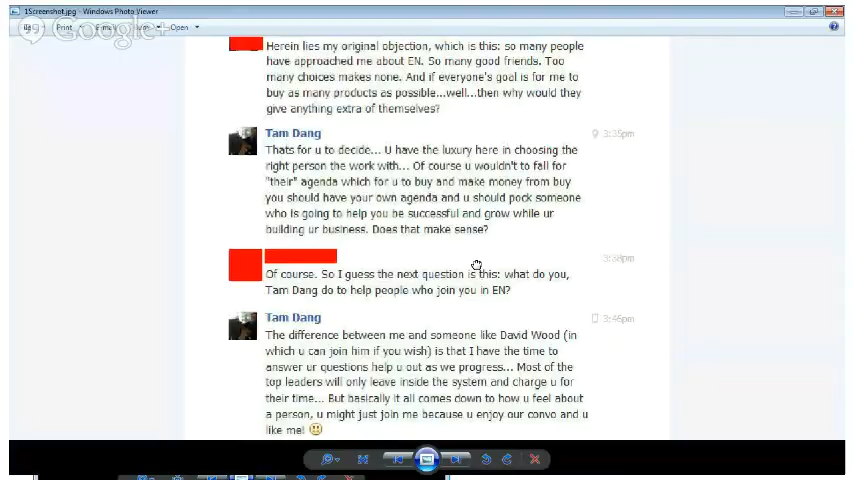 1Screenshot.jpg - Windows Photo Viewer
Print
Open
Google+
Herein lies my original objection, which is this: so many people
have approached me about EN. So many good friends. Too
many choices makes none. And if everyone's goal is for me to
buy as many products as possible...well...then why would they
give anything extra of themselves?
Tam Dang
3:35pm
Thats for u to decide... U have the luxury here in choosing the
right person the work with... Of course u wouldn't to fall for
"their" agenda which for u to buy and make money from buy
you should have your own agenda and u should pock someone
who is going to help you be successful and grow while ur
building ur business. Does that make sense?
3:38pm
Of course. So I guess the next question is this: what do you,
Tam Dang do to help people who join you in EN?
Tam Dang
3:46pm
The difference between me and someone like David Wood (in
which u can join him if you wish) is that I have the time to
answer ur questions help u out as we progress... Most of the
top leaders will only leave inside the system and charge u for
their time... But basically it all comes down to how u feel about
a person, u might just join me because u enjoy our convo and u
like me!